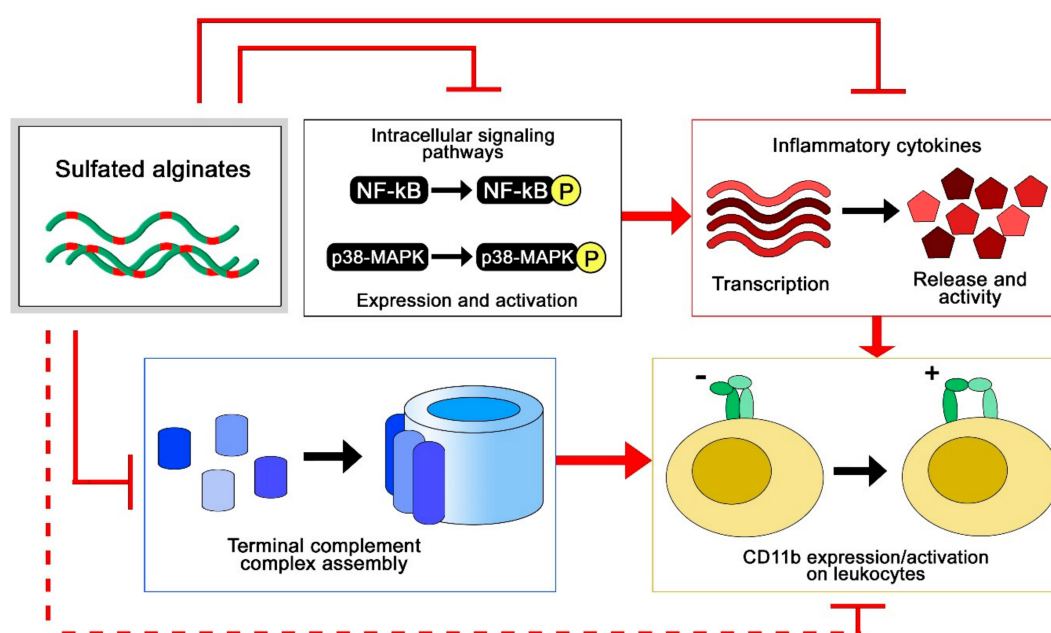 Sulfated alginates
Intracellular signaling
pathways
NF-kB NF-kB P
p38-MAPK p38-MAPK P
Expression and activation
Inflammatory cytokines
Transcription
Release and
activity
Terminal complement
complex assembly
- +
CD11b expression/activation
on leukocytes